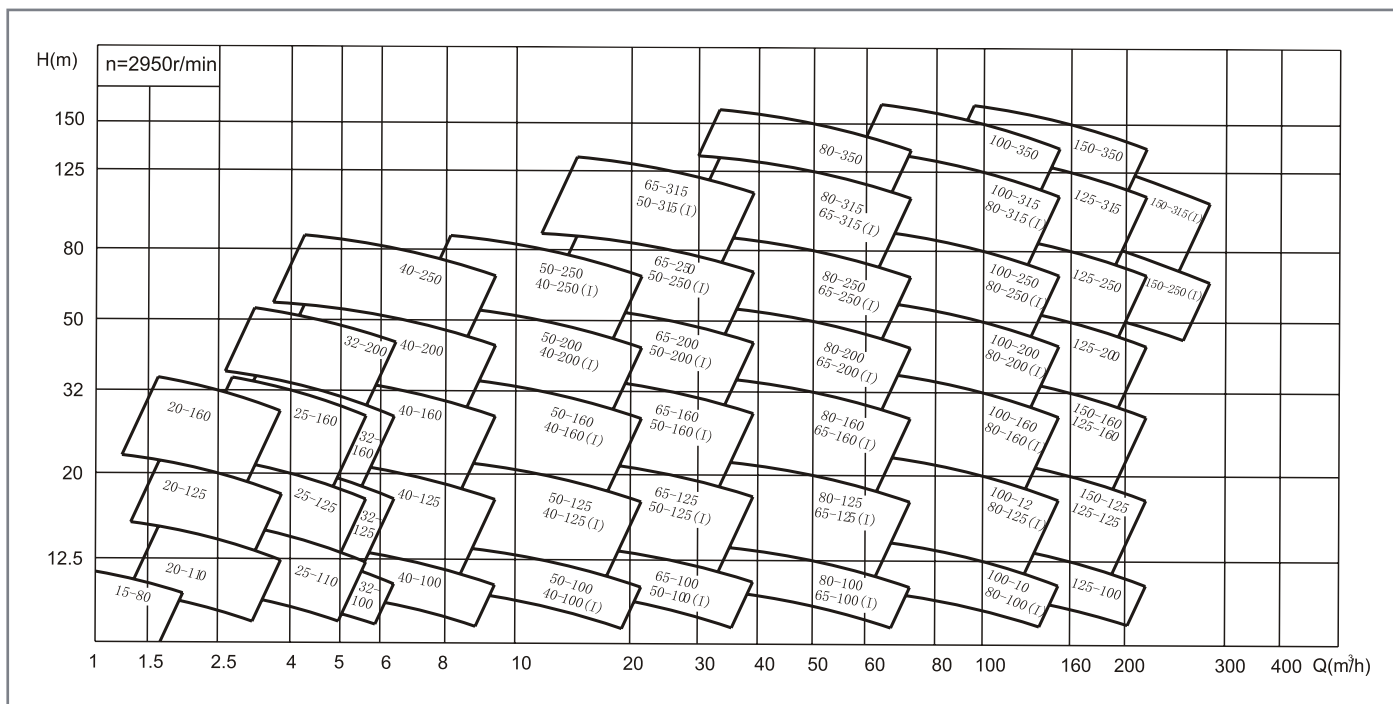 H(m)
n=2950r/min
150
125
80
50
32
20
12.5
80-350
100-350
150-350
65-315
50-315(I)
80-315
65-315(I)
100-315
80-315(I)
125-315
150-315(I)
40-250
50-250
40-250(I)
65-250
50-250(I)
80-250
65-250(I)
100-250
80-250(I)
125-250
150-250(I)
32-200
40-200
50-200
40-200(I)
65-200
50-200(I)
80-200
65-200(I)
100-200
80-200(I)
125-200
20-160
25-160
32-
160
40-160
50-160
40-160(I)
65-160
50-160(I)
80-160
65-160(I)
100-160
80-160(I)
150-160
125-160
20-125
25-125
32-
125
40-125
50-125
40-125(I)
65-125
50-125(I)
80-125
65-125(I)
100-12
80-125(I)
150-125
125-125
15-80
20-110
25-110
32-
100
40-100
50-100
40-100(I)
65-100
50-100(I)
80-100
65-100(I)
100-10
80-100(I)
125-100
1 1.5 2.5 4 5 6 8 10 20 30 40 50 60 80 100 160 200 300 400 Q(m³/h)